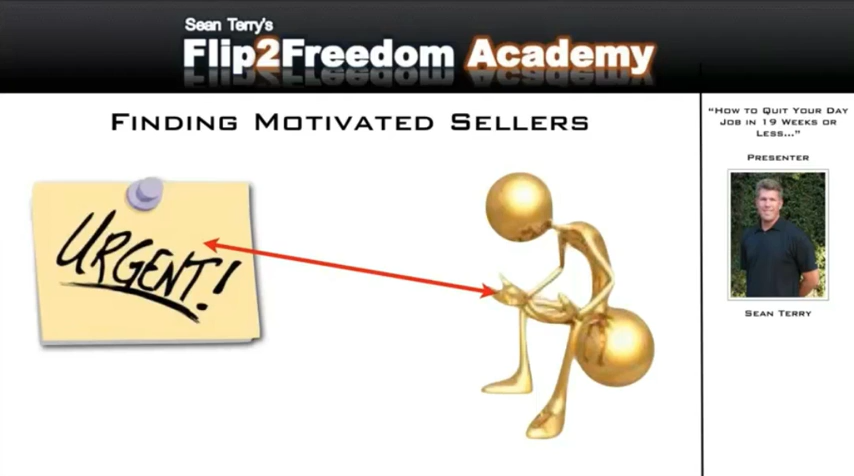 Sean Terry's
Flip2Freedom Academy
Finding Motivated Sellers
URGENT!
“How to Quit Your Day
Job in 19 Weeks or
Less...”
Presenter
Sean Terry